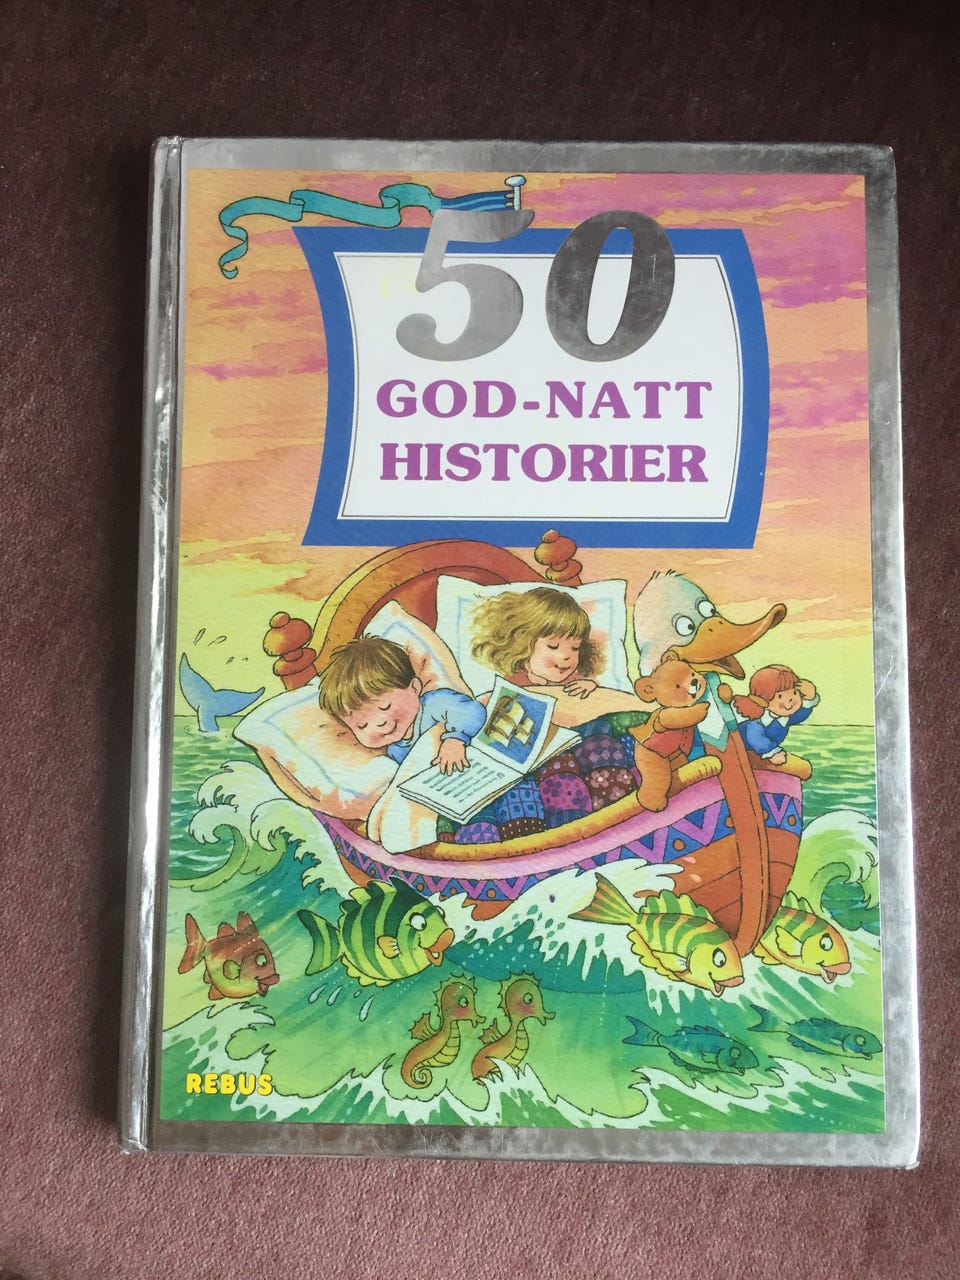 50
GOD-NATT
HISTORIER
REBUS